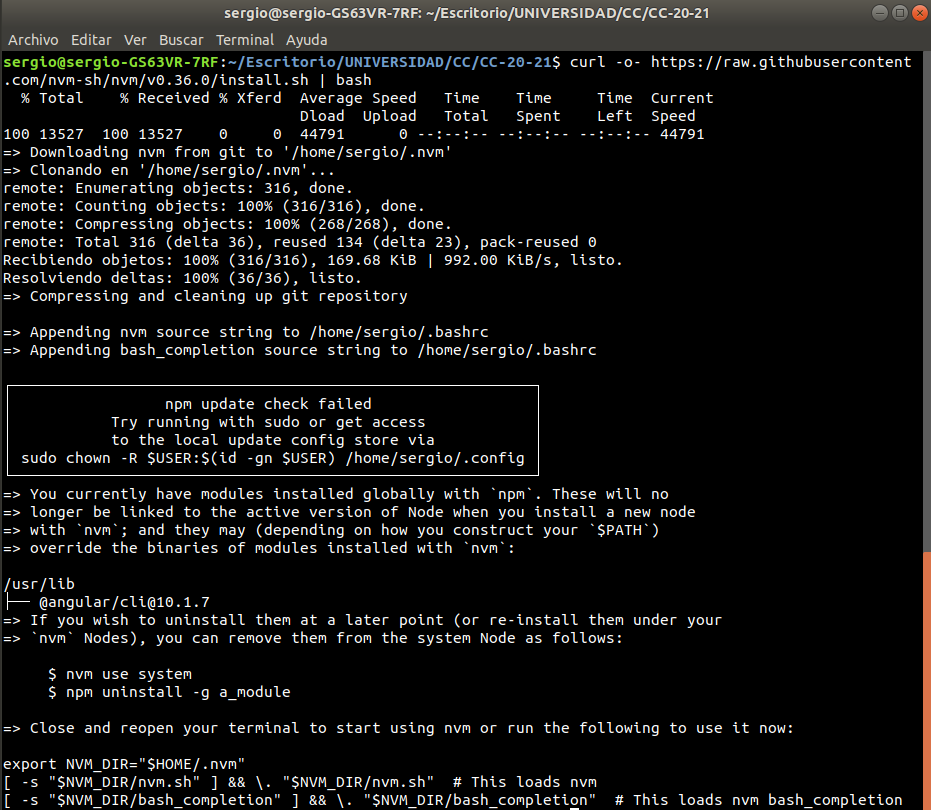 sergio@sergio-GS63VR-7RF: ~/Escritorio/UNIVERSIDAD/CC/CC-20-21
Archivo Editar Ver Buscar Terminal Ayuda
sergio@sergio-GS63VR-7RF:~/Escritorio/UNIVERSIDAD/CC/CC-20-21$ curl -o- https://raw.githubusercontent
.com/nvm-sh/nvm/v0.36.0/install.sh | bash
  % Total    % Received % Xferd  Average Speed   Time    Time     Time  Current
                                 Dload  Upload   Total   Spent    Left  Speed
100 13527  100 13527    0     0  44791      0 --:--:-- --:--:-- --:--:-- 44791
=> Downloading nvm from git to '/home/sergio/.nvm'
=> Clonando en '/home/sergio/.nvm'...
remote: Enumerating objects: 316, done.
remote: Counting objects: 100% (316/316), done.
remote: Compressing objects: 100% (268/268), done.
remote: Total 316 (delta 36), reused 134 (delta 23), pack-reused 0
Recibiendo objetos: 100% (316/316), 169.68 KiB | 992.00 KiB/s, listo.
Resolviendo deltas: 100% (36/36), listo.
=> Compressing and cleaning up git repository
=> Appending nvm source string to /home/sergio/.bashrc
=> Appending bash_completion source string to /home/sergio/.bashrc
npm update check failed
Try running with sudo or get access
to the local update config store via
sudo chown -R $USER:$(id -gn $USER) /home/sergio/.config
=> You currently have modules installed globally with `npm`. These will no
=> longer be linked to the active version of Node when you install a new node
=> with `nvm`; and they may (depending on how you construct your `$PATH`)
=> override the binaries of modules installed with `nvm`:
/usr/lib
├── @angular/cli@10.1.7
=> If you wish to uninstall them at a later point (or re-install them under your
=> `nvm` Nodes), you can remove them from the system Node as follows:
     $ nvm use system
     $ npm uninstall -g a_module
=> Close and reopen your terminal to start using nvm or run the following to use it now:
export NVM_DIR="$HOME/.nvm"
[ -s "$NVM_DIR/nvm.sh" ] && \. "$NVM_DIR/nvm.sh"  # This loads nvm
[ -s "$NVM_DIR/bash_completion" ] && \. "$NVM_DIR/bash_completion"  # This loads nvm bash_completion